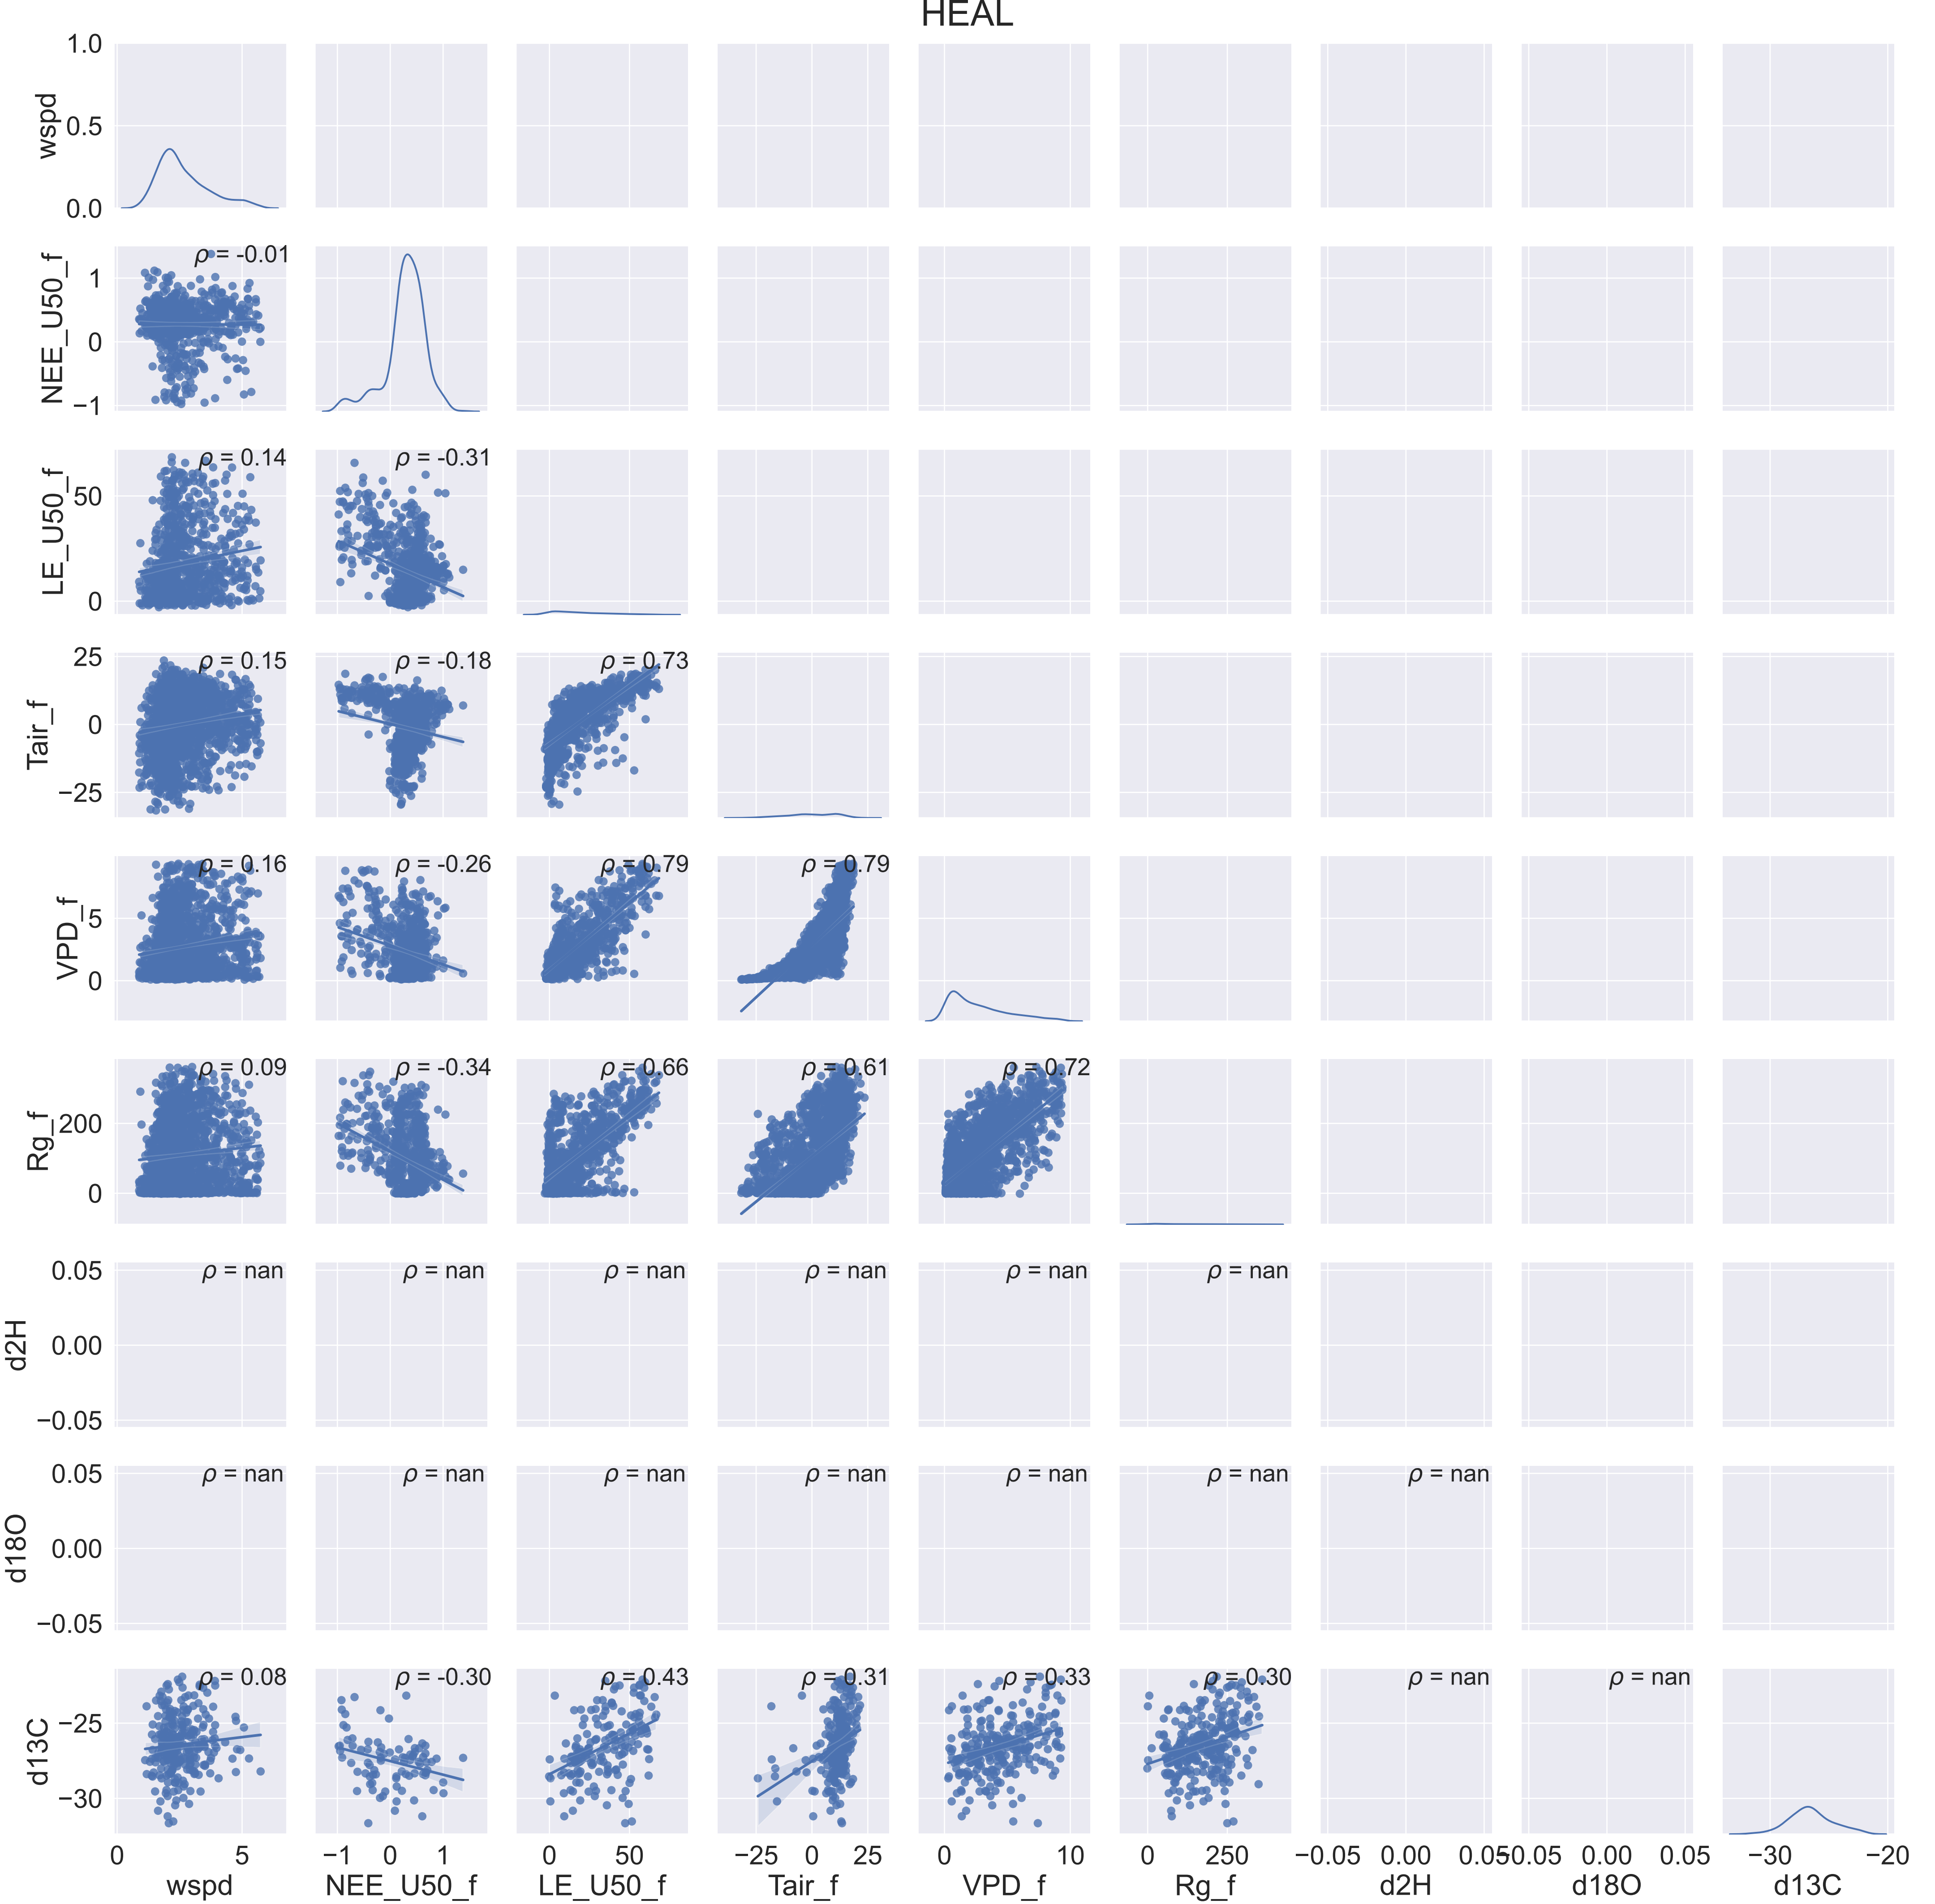 HEAL
wspd
1.0
0.5
0.0
NEE_U50_f
1
0
−1
ρ = -0.01
LE_U50_f
50
0
ρ = 0.14
ρ = -0.31
Tair_f
25
0
−25
ρ = 0.15
ρ = -0.18
ρ = 0.73
VPD_f
5
0
ρ = 0.16
ρ = -0.26
ρ = 0.79
ρ = 0.79
Rg_f
200
0
ρ = 0.09
ρ = -0.34
ρ = 0.66
ρ = 0.61
ρ = 0.72
d2H
0.05
0.00
−0.05
ρ = nan
ρ = nan
ρ = nan
ρ = nan
ρ = nan
ρ = nan
d18O
0.05
0.00
−0.05
ρ = nan
ρ = nan
ρ = nan
ρ = nan
ρ = nan
ρ = nan
ρ = nan
d13C
−25
−30
ρ = 0.08
ρ = -0.30
ρ = 0.43
ρ = 0.31
ρ = 0.33
ρ = 0.30
ρ = nan
ρ = nan
0 5
−1 0 1
0 50
−25 0 25
0 10
0 250
−0.05 0.00 0.05
−0.05 0.00 0.05
−30 −20
wspd
NEE_U50_f
LE_U50_f
Tair_f
VPD_f
Rg_f
d2H
d18O
d13C